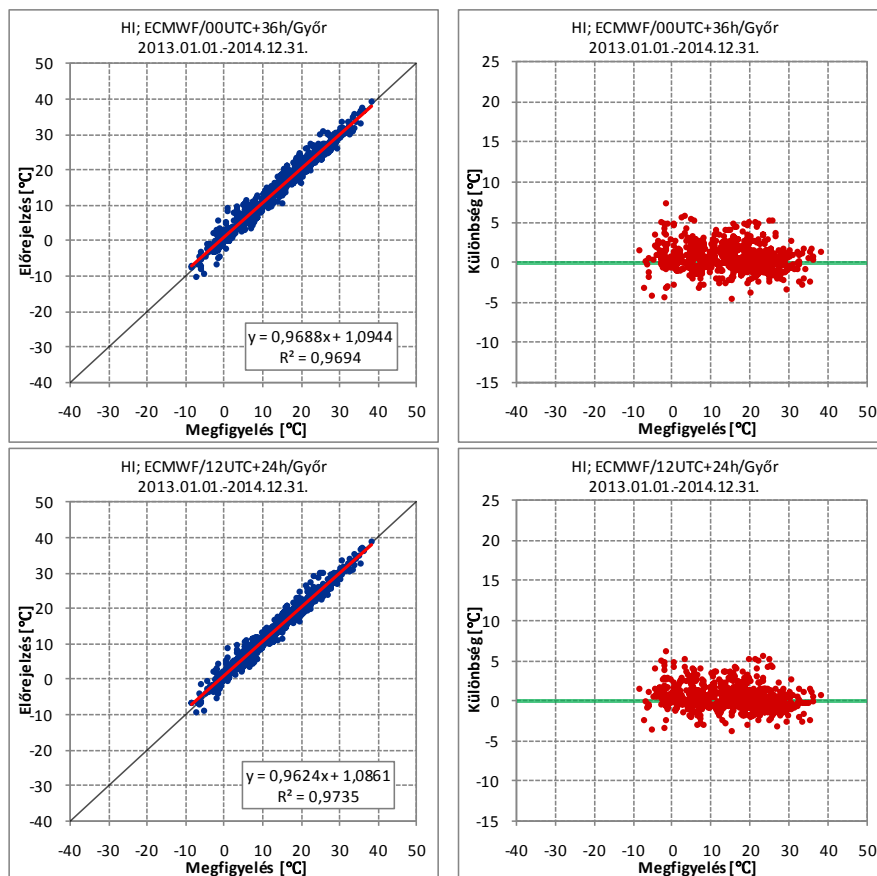 HI; ECMWF/00UTC+36h/Győr
2013.01.01.-2014.12.31.
50
40
30
20
10
0
-10
-20
-30
-40
Előrejelzés [°C]
y = 0,9688x + 1,0944
R² = 0,9694
-40 -30 -20 -10 0 10 20 30 40 50
Megfigyelés [°C]
HI; ECMWF/00UTC+36h/Győr
2013.01.01.-2014.12.31.
25
20
15
10
5
0
-5
-10
-15
Különbség [°C]
-40 -30 -20 -10 0 10 20 30 40 50
Megfigyelés [°C]
HI; ECMWF/12UTC+24h/Győr
2013.01.01.-2014.12.31.
50
40
30
20
10
0
-10
-20
-30
-40
Előrejelzés [°C]
y = 0,9624x + 1,0861
R² = 0,9735
-40 -30 -20 -10 0 10 20 30 40 50
Megfigyelés [°C]
HI; ECMWF/12UTC+24h/Győr
2013.01.01.-2014.12.31.
25
20
15
10
5
0
-5
-10
-15
Különbség [°C]
-40 -30 -20 -10 0 10 20 30 40 50
Megfigyelés [°C]